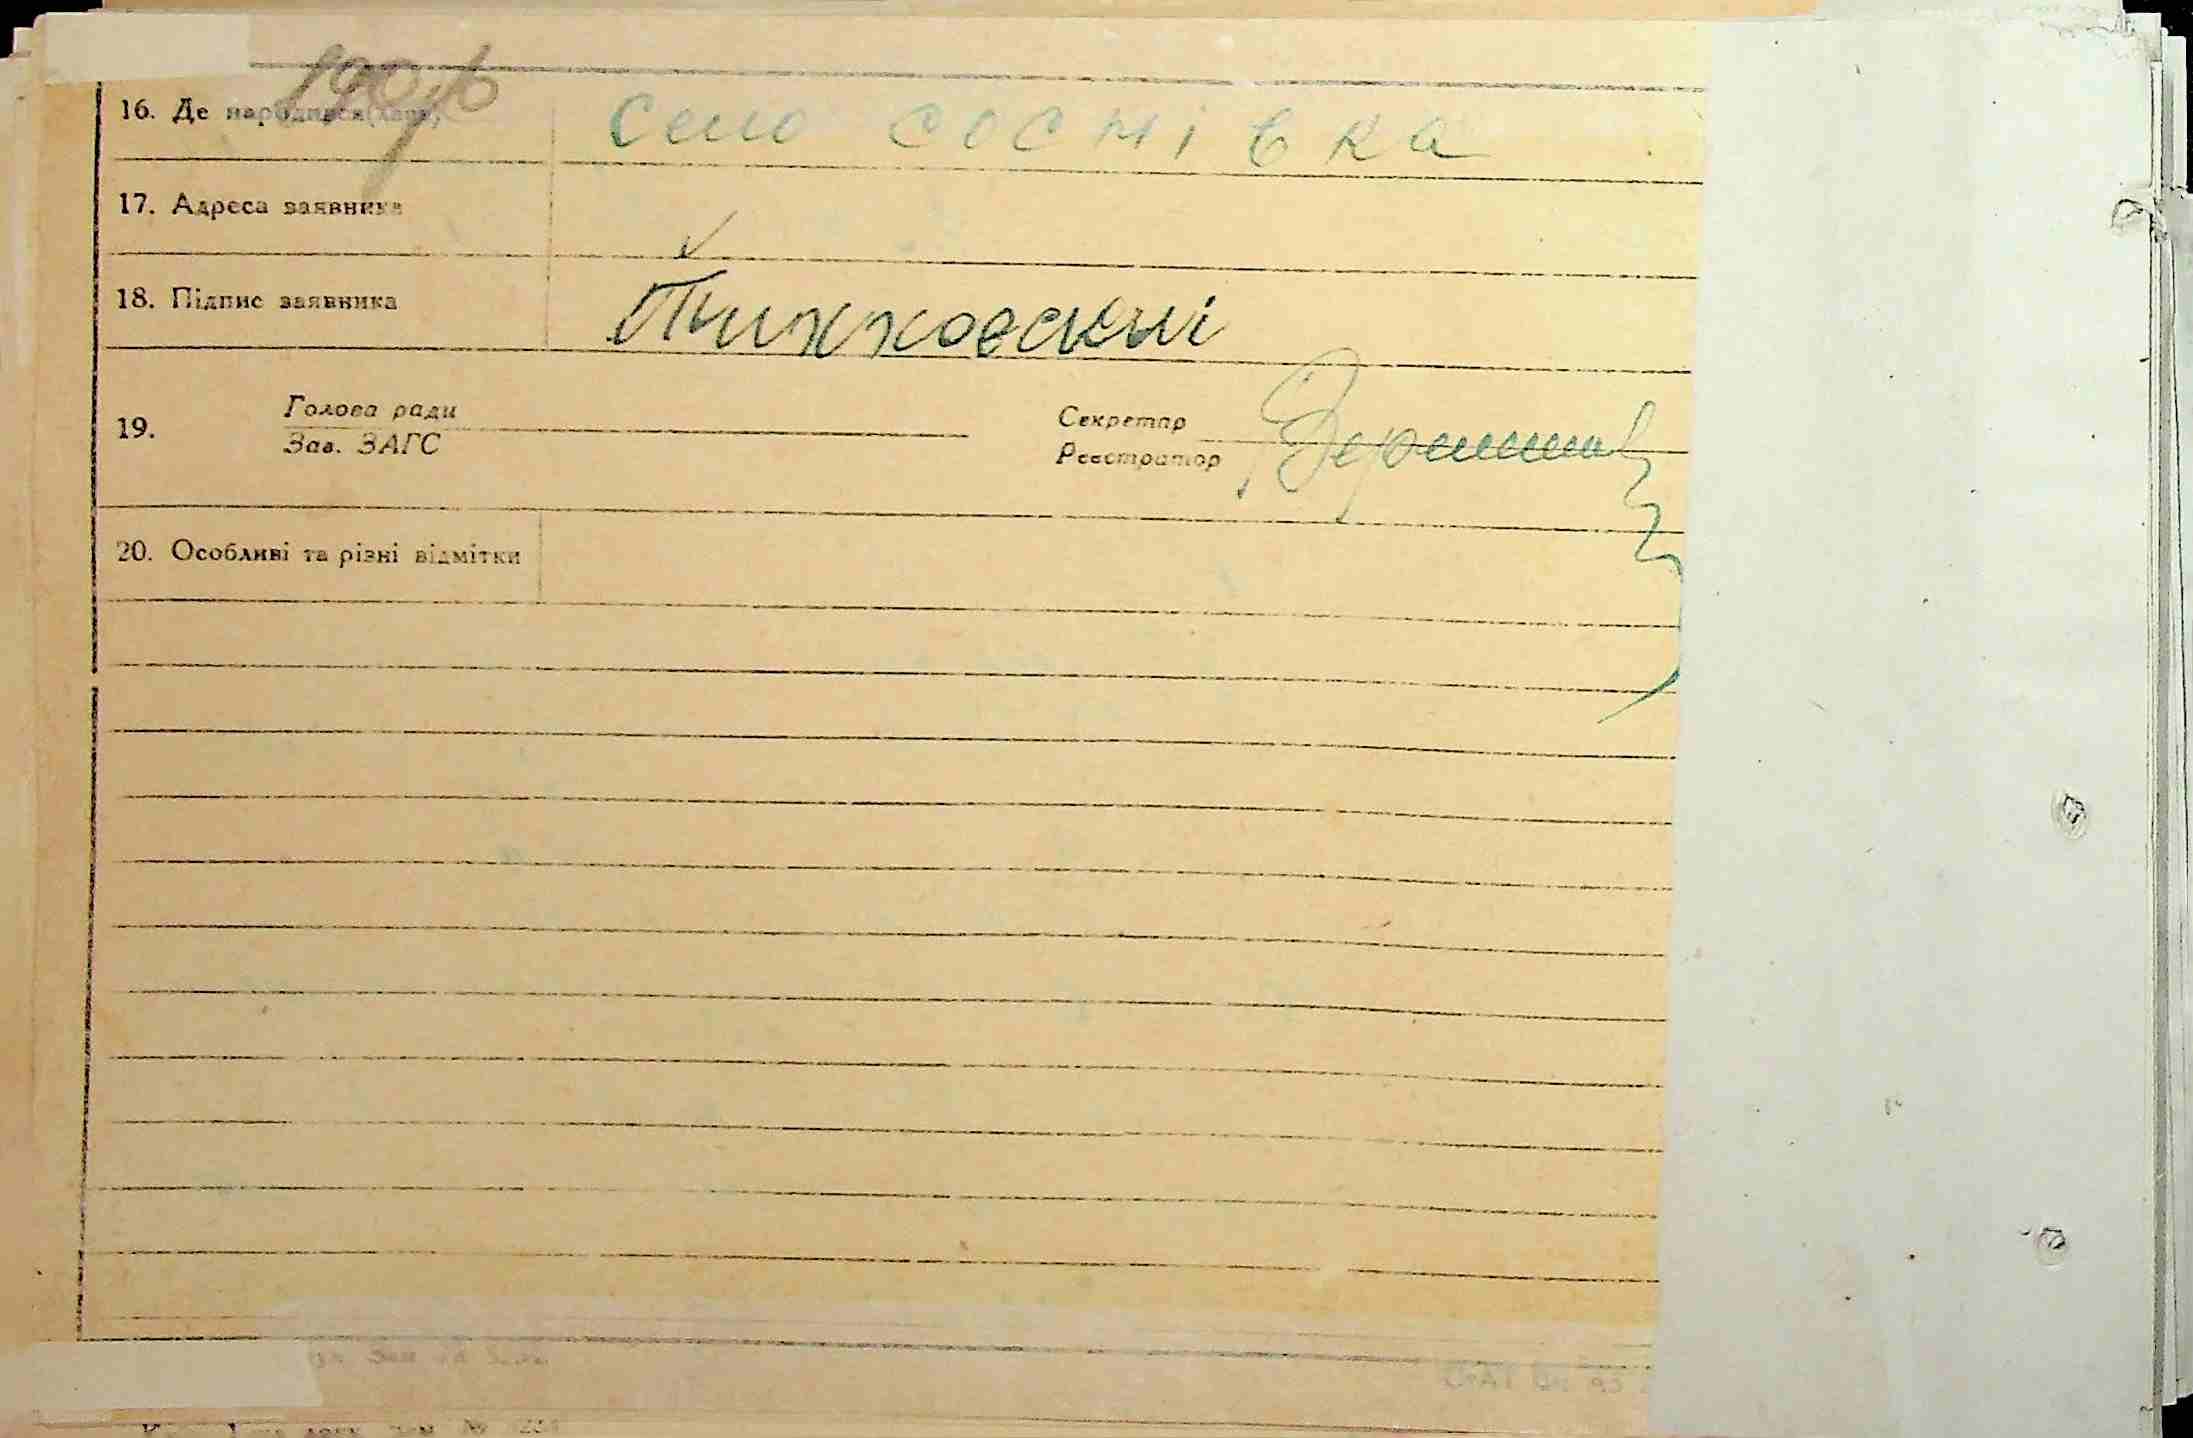 190
16. Де народився(лась) село соснівка
17. Адреса заявника
18. Підпис заявника Тижковскиі
19. Голова ради Секретар
Зав. ЗАГС Реєстратор
20. Особливі та різні відмітки